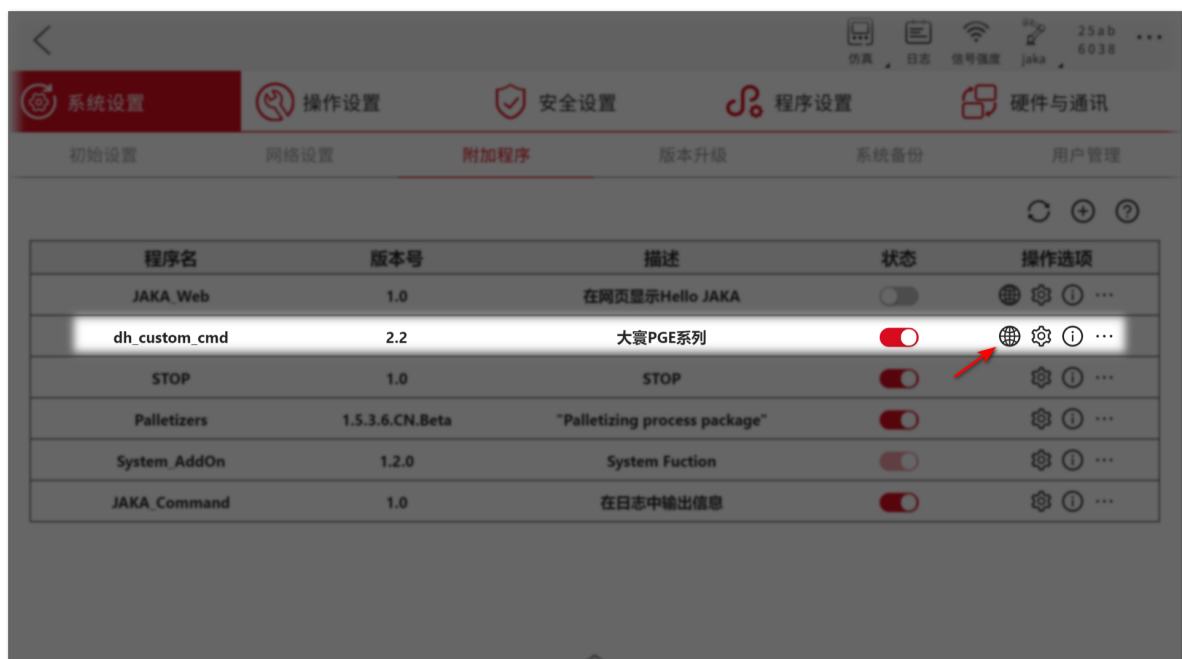 仿真 日志 信号强度 jaka 25ab 6038
系统设置 操作设置 安全设置 程序设置 硬件与通讯
初始设置 网络设置 附加程序 版本升级 系统备份 用户管理
程序名 版本号 描述 状态 操作选项
JAKA_Web 1.0 在网页显示Hello JAKA
dh_custom_cmd 2.2 大寰PGE系列
STOP 1.0 STOP
Palletizers 1.5.3.6.CN.Beta "Palletizing process package"
System_AddOn 1.2.0 System Fuction
JAKA_Command 1.0 在日志中输出信息